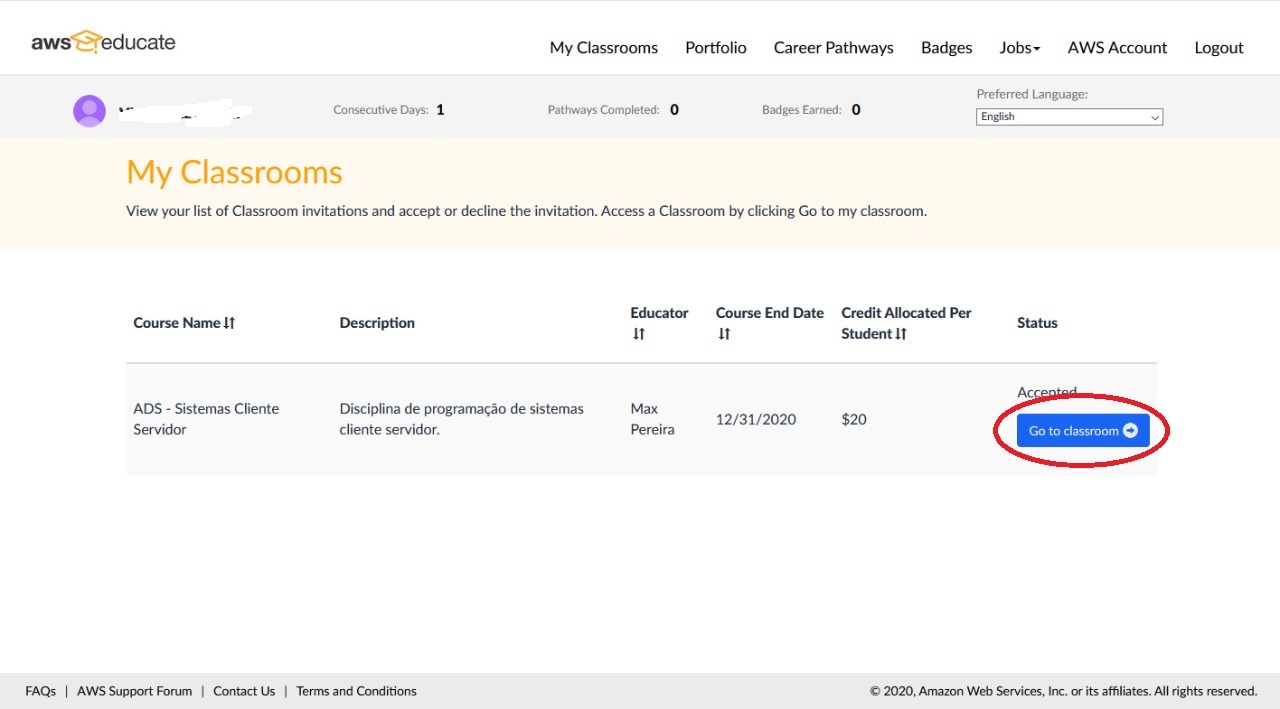 aws educate
My Classrooms Portfolio Career Pathways Badges Jobs AWS Account Logout
Consecutive Days: 1 Pathways Completed: 0 Badges Earned: 0
Preferred Language:
English
My Classrooms
View your list of Classroom invitations and accept or decline the invitation. Access a Classroom by clicking Go to my classroom.
Course Name Description Educator Course End Date Credit Allocated Per
Student Status
ADS - Sistemas Cliente
Servidor
Disciplina de programação de sistemas
cliente servidor.
Max
Pereira
12/31/2020
$20
Accepted
Go to classroom
FAQs | AWS Support Forum | Contact Us | Terms and Conditions
© 2020, Amazon Web Services, Inc. or its affiliates. All rights reserved.